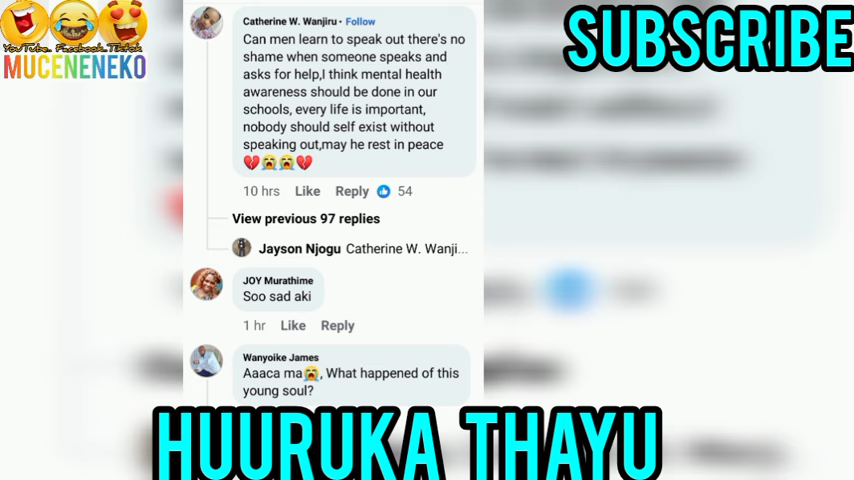 YouTube. Facebook. Tiktok
MUCENENEKO
SUBSCRIBE
Catherine W. Wanjiru · Follow
Can men learn to speak out there's no
shame when someone speaks and
asks for help,I think mental health
awareness should be done in our
schools, every life is important,
nobody should self exist without
speaking out,may he rest in peace
💔😭😭💔
10 hrs Like Reply 54
View previous 97 replies
Jayson Njogu Catherine W. Wanji...
JOY Murathime
Soo sad aki
1 hr Like Reply
Wanyoike James
Aaaca ma😭, What happened of this
young soul?
HUURUKA THAYU